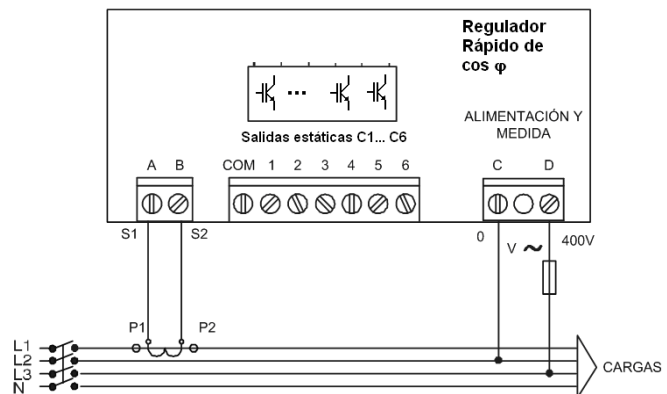 Regulador
Rápido de
cos φ
Salidas estáticas C1... C6
ALIMENTACIÓN Y
MEDIDA
A B
COM 1 2 3 4 5 6
C D
S1 S2
0 V ~ 400V
P1 P2
L1
L2
L3
N
CARGAS